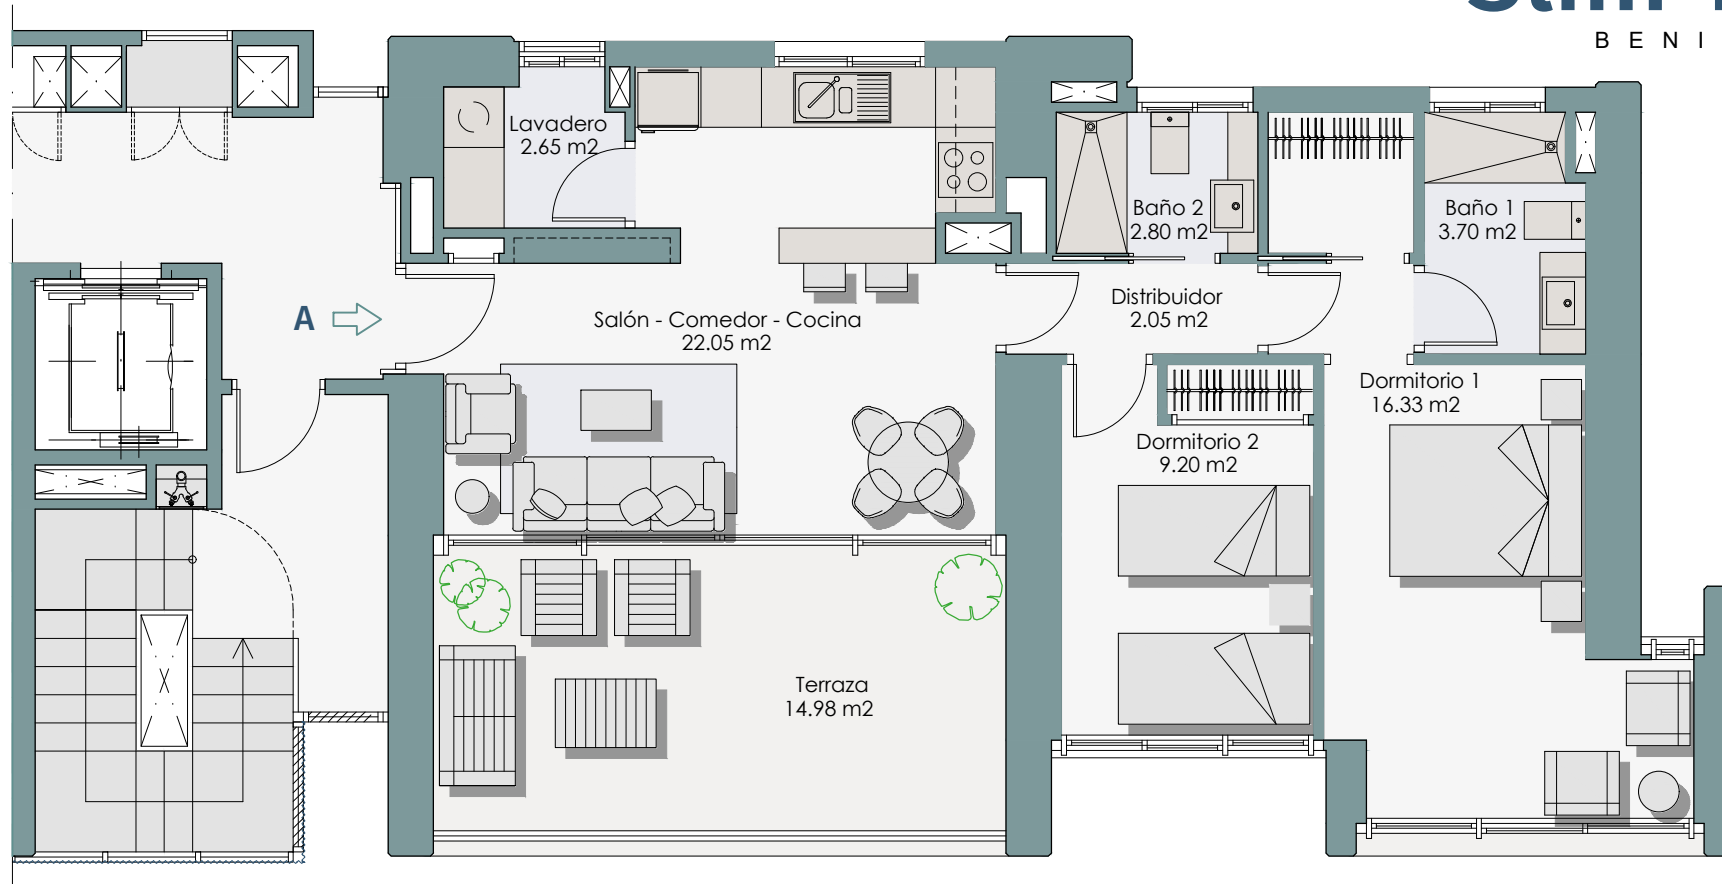 B E N I
Lavadero
2.65 m2
Baño 2
2.80 m2
Baño 1
3.70 m2
A
Salón - Comedor - Cocina
22.05 m2
Distribuidor
2.05 m2
Dormitorio 1
16.33 m2
Dormitorio 2
9.20 m2
Terraza
14.98 m2